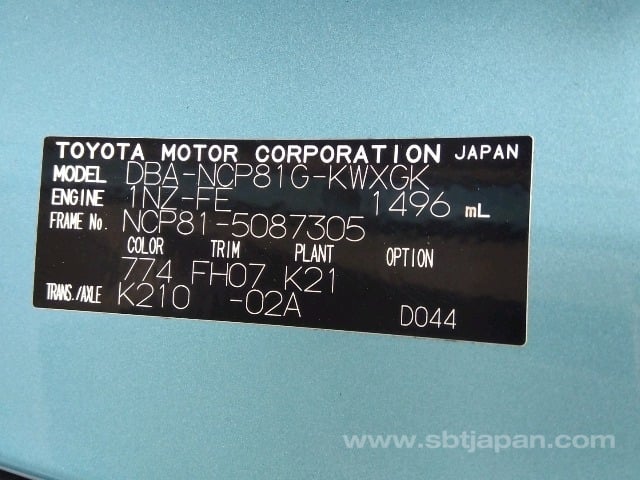 TOYOTA MOTOR CORPORATION JAPAN
MODEL DBA-NCP81G-KWXGK
ENGINE 1NZ-FE 1496 mL
FRAME No. NCP81-5087305
COLOR TRIM PLANT OPTION
774 FH07 K21
TRANS./AXLE K210 -02A
D044
www.sbtjapan.com